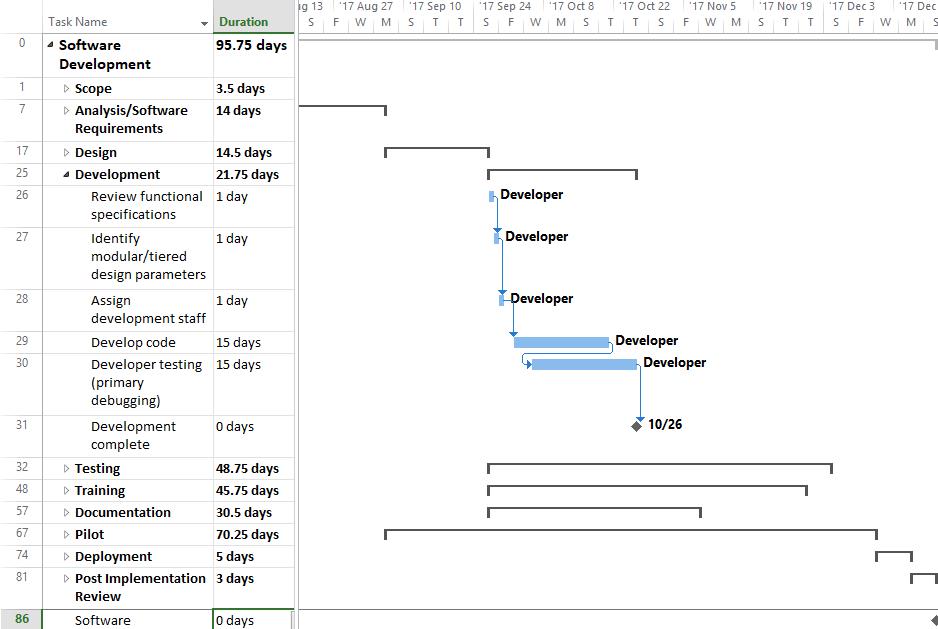 ug 13 '17 Aug 27 '17 Sep 10 '17 Sep 24 '17 Oct 8 '17 Oct 22 '17 Nov 5 '17 Nov 19 '17 Dec 3 '17 Dec
Task Name Duration S F W M S T T S F W M S T T S F W M S T T S F W M S
0 Software 95.75 days
Development
1 Scope 3.5 days
7 Analysis/Software 14 days
Requirements
17 Design 14.5 days
25 Development 21.75 days
26 Review functional 1 day Developer
specifications
27 Identify 1 day Developer
modular/tiered
design parameters
28 Assign 1 day Developer
development staff
29 Develop code 15 days Developer
30 Developer testing 15 days Developer
(primary
debugging)
31 Development 0 days 10/26
complete
32 Testing 48.75 days
48 Training 45.75 days
57 Documentation 30.5 days
67 Pilot 70.25 days
74 Deployment 5 days
81 Post Implementation 3 days
Review
86 Software 0 days